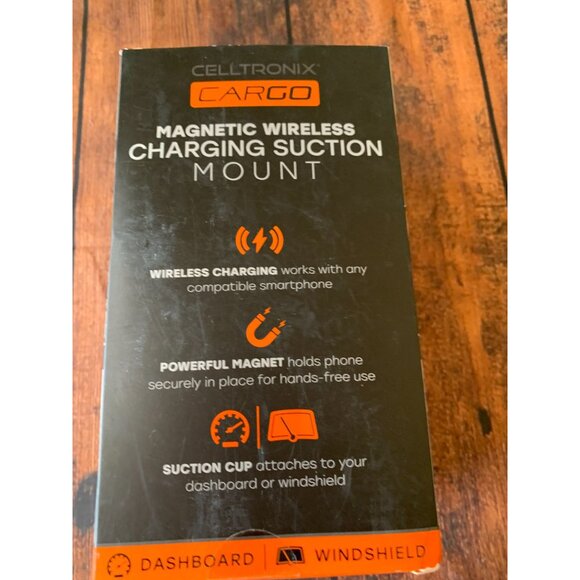 CELLTRONIX
CARGO
MAGNETIC WIRELESS
CHARGING SUCTION
MOUNT
WIRELESS CHARGING works with any
compatible smartphone
POWERFUL MAGNET holds phone
securely in place for hands-free use
SUCTION CUP attaches to your
dashboard or windshield
DASHBOARD | WINDSHIELD